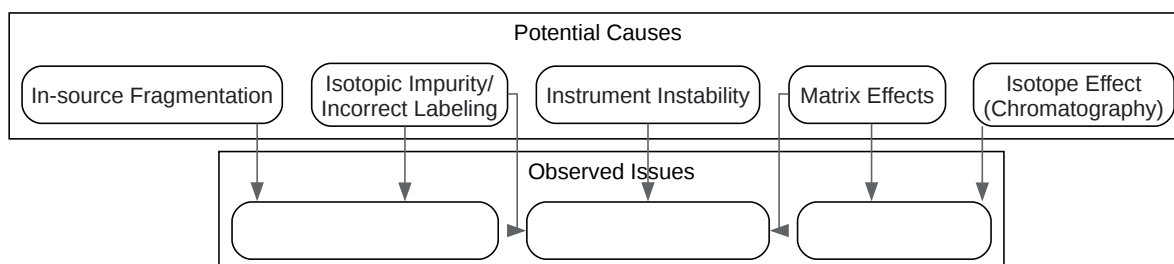 Potential Causes
In-source Fragmentation
Isotopic Impurity/
Incorrect Labeling
Instrument Instability
Matrix Effects
Isotope Effect
(Chromatography)
Observed Issues